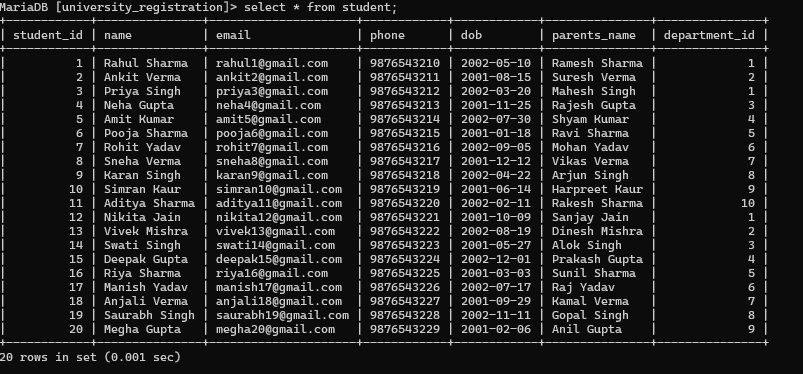 MariaDB [university_registration]> select * from student;
+------------+----------------+---------------------+------------+------------+----------------+---------------+
| student_id | name           | email               | phone      | dob        | parents_name   | department_id |
+------------+----------------+---------------------+------------+------------+----------------+---------------+
|          1 | Rahul Sharma   | rahul1@gmail.com    | 9876543210 | 2002-05-10 | Ramesh Sharma  |             1 |
|          2 | Ankit Verma    | ankit2@gmail.com    | 9876543211 | 2001-08-15 | Suresh Verma   |             2 |
|          3 | Priya Singh    | priya3@gmail.com    | 9876543212 | 2002-03-20 | Mahesh Singh   |             1 |
|          4 | Neha Gupta     | neha4@gmail.com     | 9876543213 | 2001-11-25 | Rajesh Gupta   |             3 |
|          5 | Amit Kumar     | amit5@gmail.com     | 9876543214 | 2002-07-30 | Shyam Kumar    |             4 |
|          6 | Pooja Sharma   | pooja6@gmail.com    | 9876543215 | 2001-01-18 | Ravi Sharma    |             5 |
|          7 | Rohit Yadav    | rohit7@gmail.com    | 9876543216 | 2002-09-05 | Mohan Yadav    |             6 |
|          8 | Sneha Verma    | sneha8@gmail.com    | 9876543217 | 2001-12-12 | Vikas Verma    |             7 |
|          9 | Karan Singh    | karan9@gmail.com    | 9876543218 | 2002-04-22 | Arjun Singh    |             8 |
|         10 | Simran Kaur    | simran10@gmail.com  | 9876543219 | 2001-06-14 | Harpreet Kaur  |             9 |
|         11 | Aditya Sharma  | aditya11@gmail.com  | 9876543220 | 2002-02-11 | Rakesh Sharma  |            10 |
|         12 | Nikita Jain    | nikita12@gmail.com  | 9876543221 | 2001-10-09 | Sanjay Jain    |             1 |
|         13 | Vivek Mishra   | vivek13@gmail.com   | 9876543222 | 2002-08-19 | Dinesh Mishra  |             2 |
|         14 | Swati Singh    | swati14@gmail.com   | 9876543223 | 2001-05-27 | Alok Singh     |             3 |
|         15 | Deepak Gupta   | deepak15@gmail.com  | 9876543224 | 2002-12-01 | Prakash Gupta  |             4 |
|         16 | Riya Sharma    | riya16@gmail.com    | 9876543225 | 2001-03-03 | Sunil Sharma   |             5 |
|         17 | Manish Yadav   | manish17@gmail.com  | 9876543226 | 2002-07-17 | Raj Yadav      |             6 |
|         18 | Anjali Verma   | anjali18@gmail.com  | 9876543227 | 2001-09-29 | Kamal Verma    |             7 |
|         19 | Saurabh Singh  | saurabh19@gmail.com | 9876543228 | 2002-11-11 | Gopal Singh    |             8 |
|         20 | Megha Gupta    | megha20@gmail.com   | 9876543229 | 2001-02-06 | Anil Gupta     |             9 |
+------------+----------------+---------------------+------------+------------+----------------+---------------+
20 rows in set (0.001 sec)